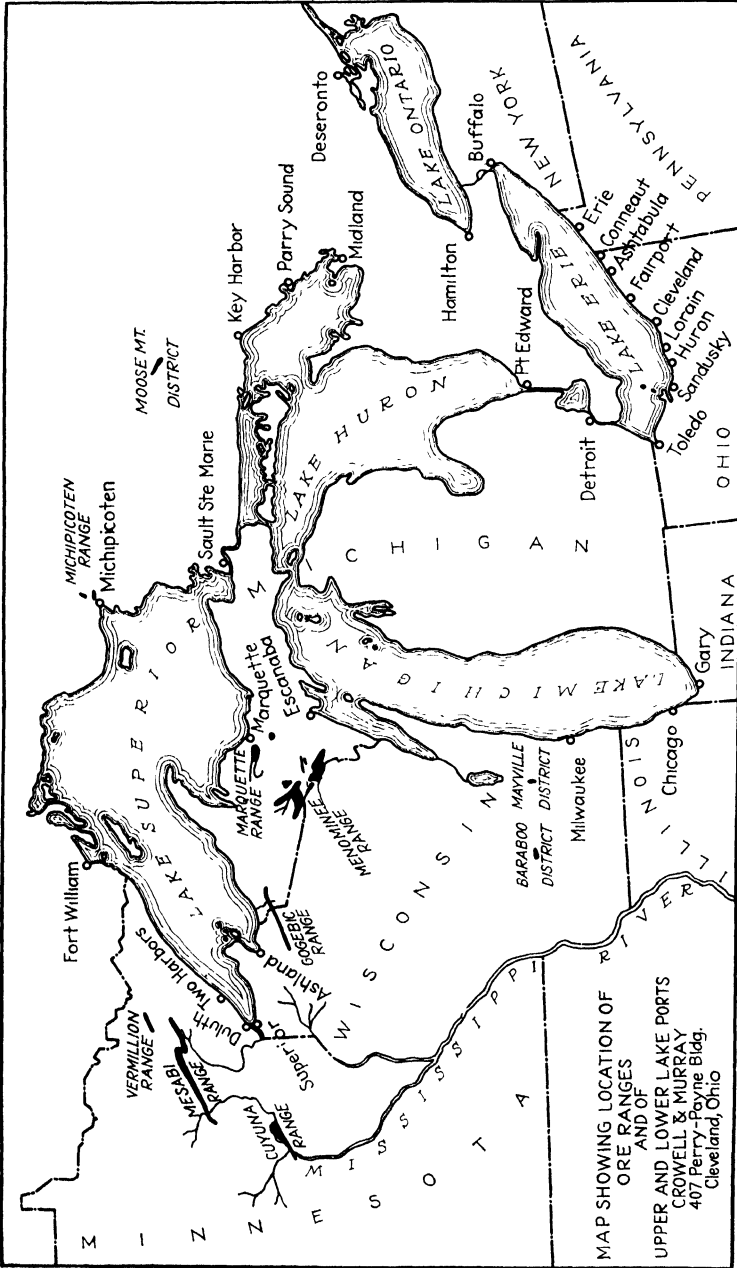 MINNESOTA
VERMILLION
RANGE
MESABI
RANGE
CUYUNA
RANGE
MISSISSIPPI RIVER
Fort William
Two Harbors
Duluth
Superior
Ashland
LAKE SUPERIOR
GOGEBIC
RANGE
WISCONSIN
MARQUETTE
RANGE
Marquette
Escanaba
MENOMINEE
RANGE
BARABOO
DISTRICT
MAYVILLE
DISTRICT
Milwaukee
ILLINOIS
Chicago
Gary
INDIANA
LAKE MICHIGAN
MICHIGAN
MICHIPICOTEN
RANGE
Michipicoten
Sault Ste Marie
MOOSE MT.
DISTRICT
Key Harbor
Parry Sound
Midland
LAKE HURON
Pt Edward
Detroit
Toledo
OHIO
Sandusky
Huron
Lorain
Cleveland
Fairport
Ashtabula
Conneaut
Erie
LAKE ERIE
Hamilton
Buffalo
Deseronto
LAKE ONTARIO
NEW YORK
PENNSYLVANIA
MAP SHOWING LOCATION OF
ORE RANGES
AND OF
UPPER AND LOWER LAKE PORTS
CROWELL & MURRAY
407 Perry-Payne Bldg.
Cleveland, Ohio